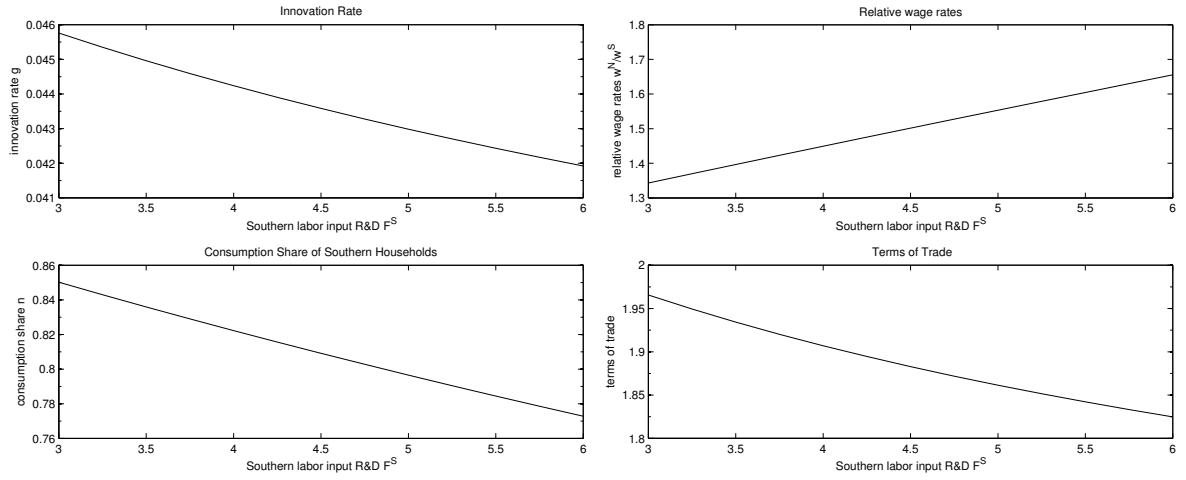 Innovation Rate
0.046
0.045
0.044
0.043
0.042
0.041
innovation rate g
3 3.5 4 4.5 5 5.5 6
Southern labor input R&D F^S
Relative wage rates
1.8
1.7
1.6
1.5
1.4
1.3
relative wage rates w^N/w^S
3 3.5 4 4.5 5 5.5 6
Southern labor input R&D F^S
Consumption Share of Southern Households
0.86
0.84
0.82
0.8
0.78
0.76
consumption share n
3 3.5 4 4.5 5 5.5 6
Southern labor input R&D F^S
Terms of Trade
2
1.95
1.9
1.85
1.8
terms of trade
3 3.5 4 4.5 5 5.5 6
Southern labor input R&D F^S